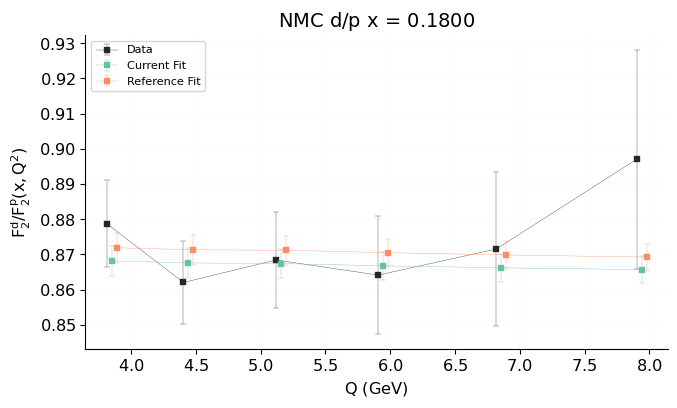 NMC d/p x = 0.1800
Data
Current Fit
Reference Fit
0.93
0.92
0.91
0.90
0.89
0.88
0.87
0.86
0.85
F₂ᵈ/F₂ᵖ(x, Q²)
4.0 4.5 5.0 5.5 6.0 6.5 7.0 7.5 8.0
Q (GeV)